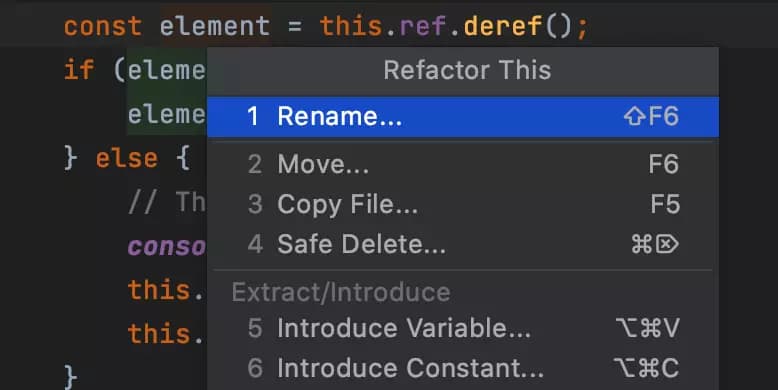 const element = this.ref.deref();
if (eleme
Refactor This
eleme
1 Rename... ⇧F6
} else {
2 Move... F6
// Th
3 Copy File... F5
conso
4 Safe Delete... ⌘⌦
this.
Extract/Introduce
this.
5 Introduce Variable... ⌥⌘V
}
6 Introduce Constant... ⌥⌘C